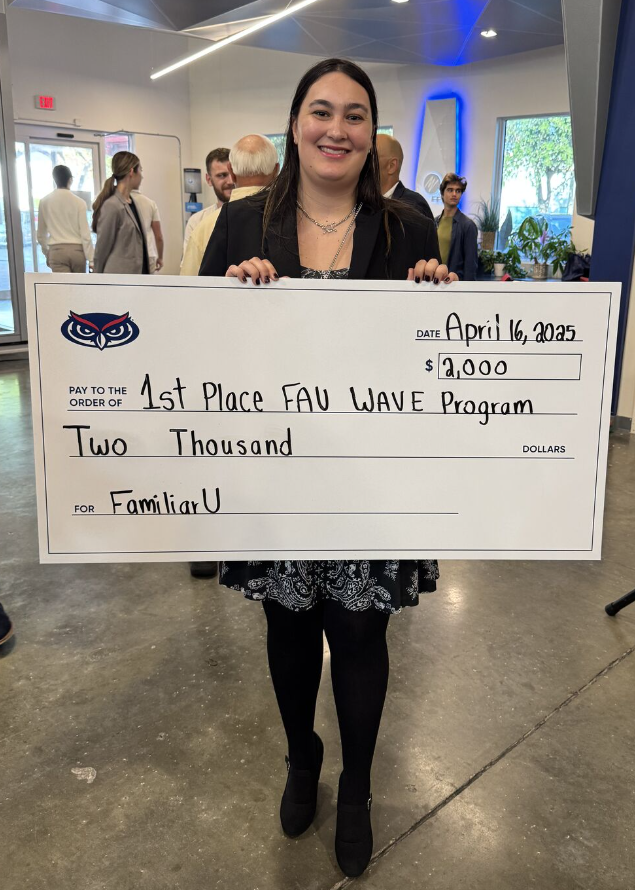 EXIT
DATE April 16, 2025
$ 2,000
PAY TO THE
ORDER OF 1st Place FAU WAVE Program
Two Thousand DOLLARS
FOR FamiliarU